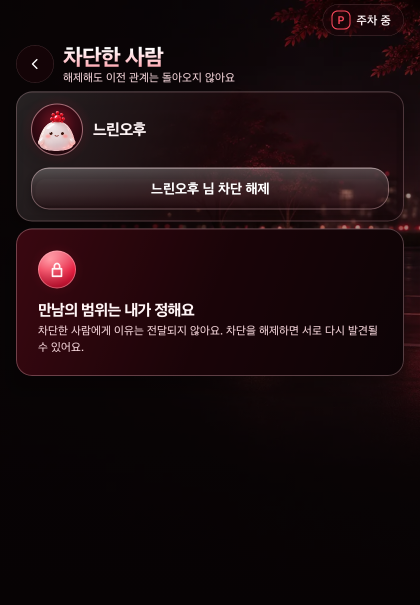 P 주차 중
차단한 사람
해제해도 이전 관계는 돌아오지 않아요
느린오후
느린오후 님 차단 해제
만남의 범위는 내가 정해요
차단한 사람에게 이유는 전달되지 않아요. 차단을 해제하면 서로 다시 발견될
수 있어요.